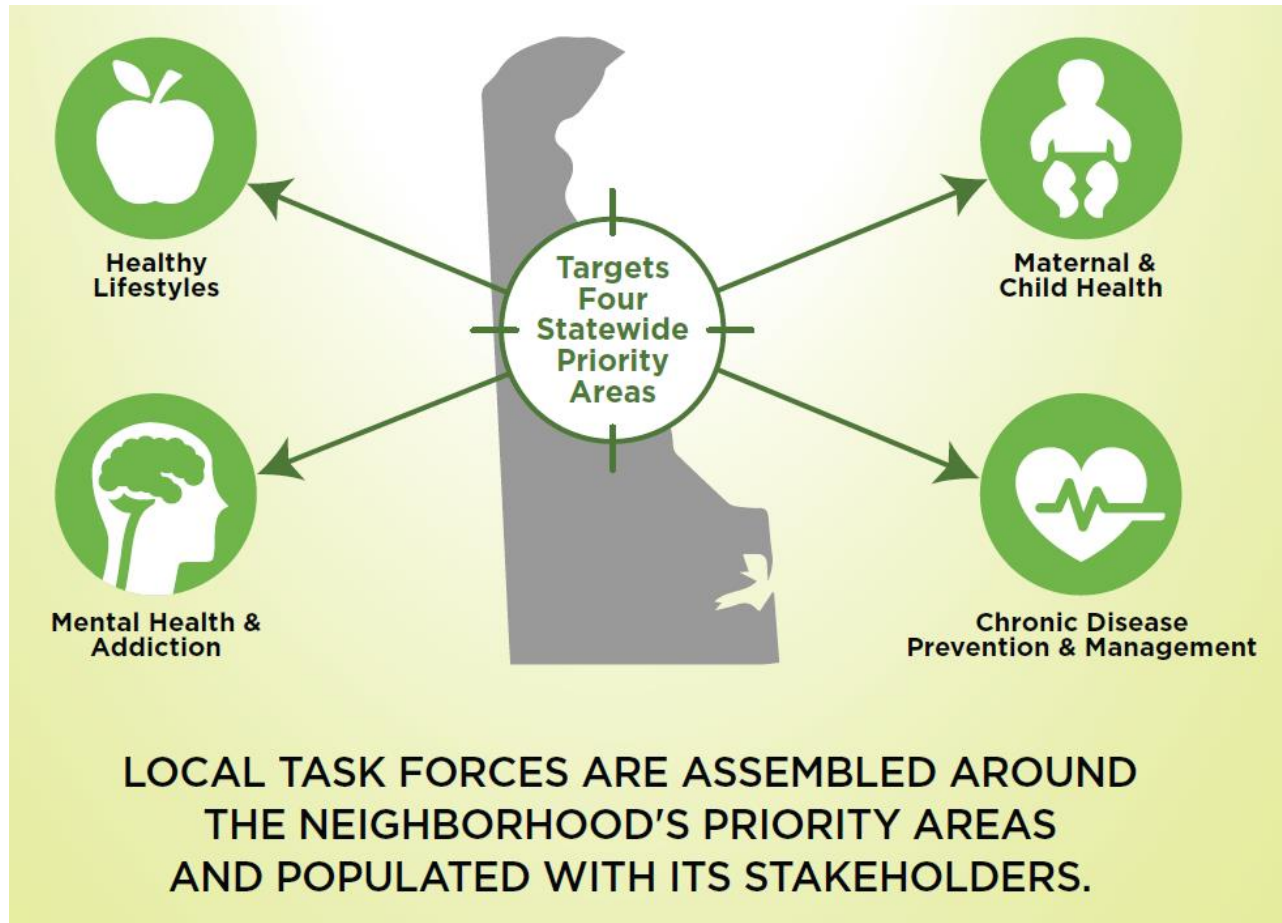 Healthy
Lifestyles
Targets
Four
Statewide
Priority
Areas
Maternal &
Child Health
Mental Health &
Addiction
Chronic Disease
Prevention & Management
LOCAL TASK FORCES ARE ASSEMBLED AROUND
THE NEIGHBORHOOD'S PRIORITY AREAS
AND POPULATED WITH ITS STAKEHOLDERS.